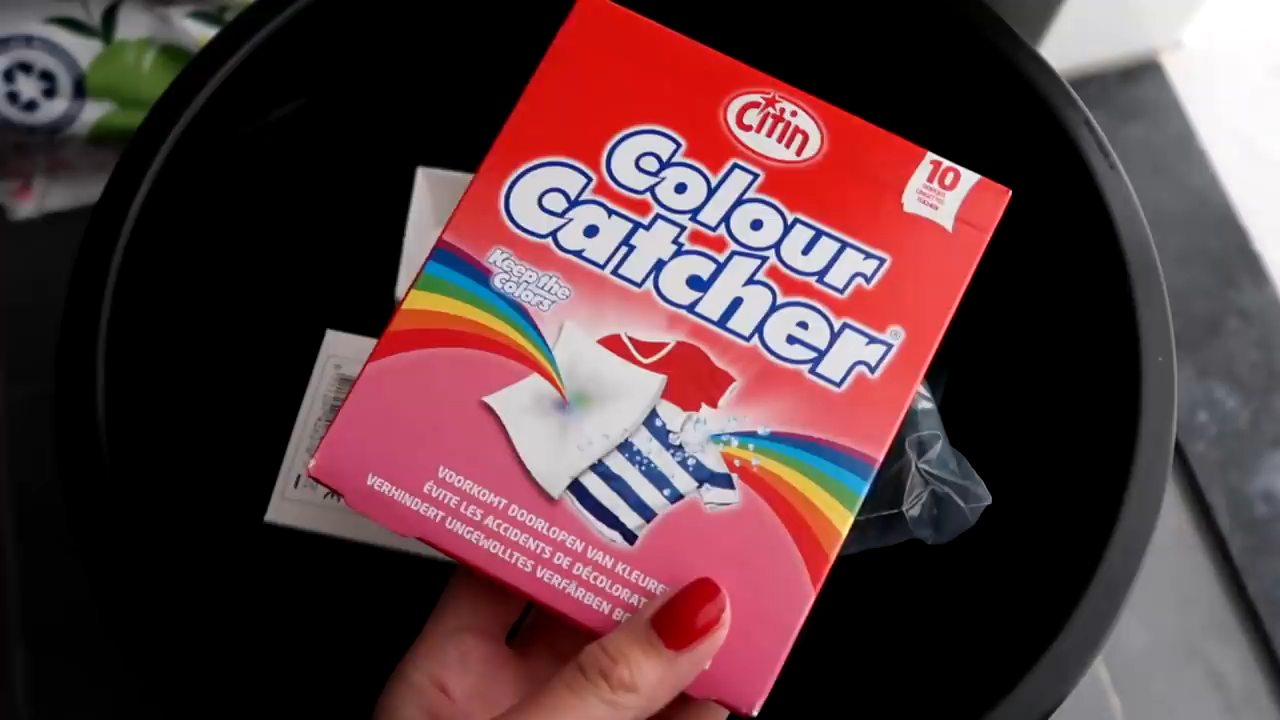 Citin
Colour
Catcher®
10
Keep the
Colors
VOORKOMT DOORLOPEN VAN KLEURE
ÉVITE LES ACCIDENTS DE DÉCOLORAT
VERHINDERT UNGEWOLLTES VERFÄRBEN